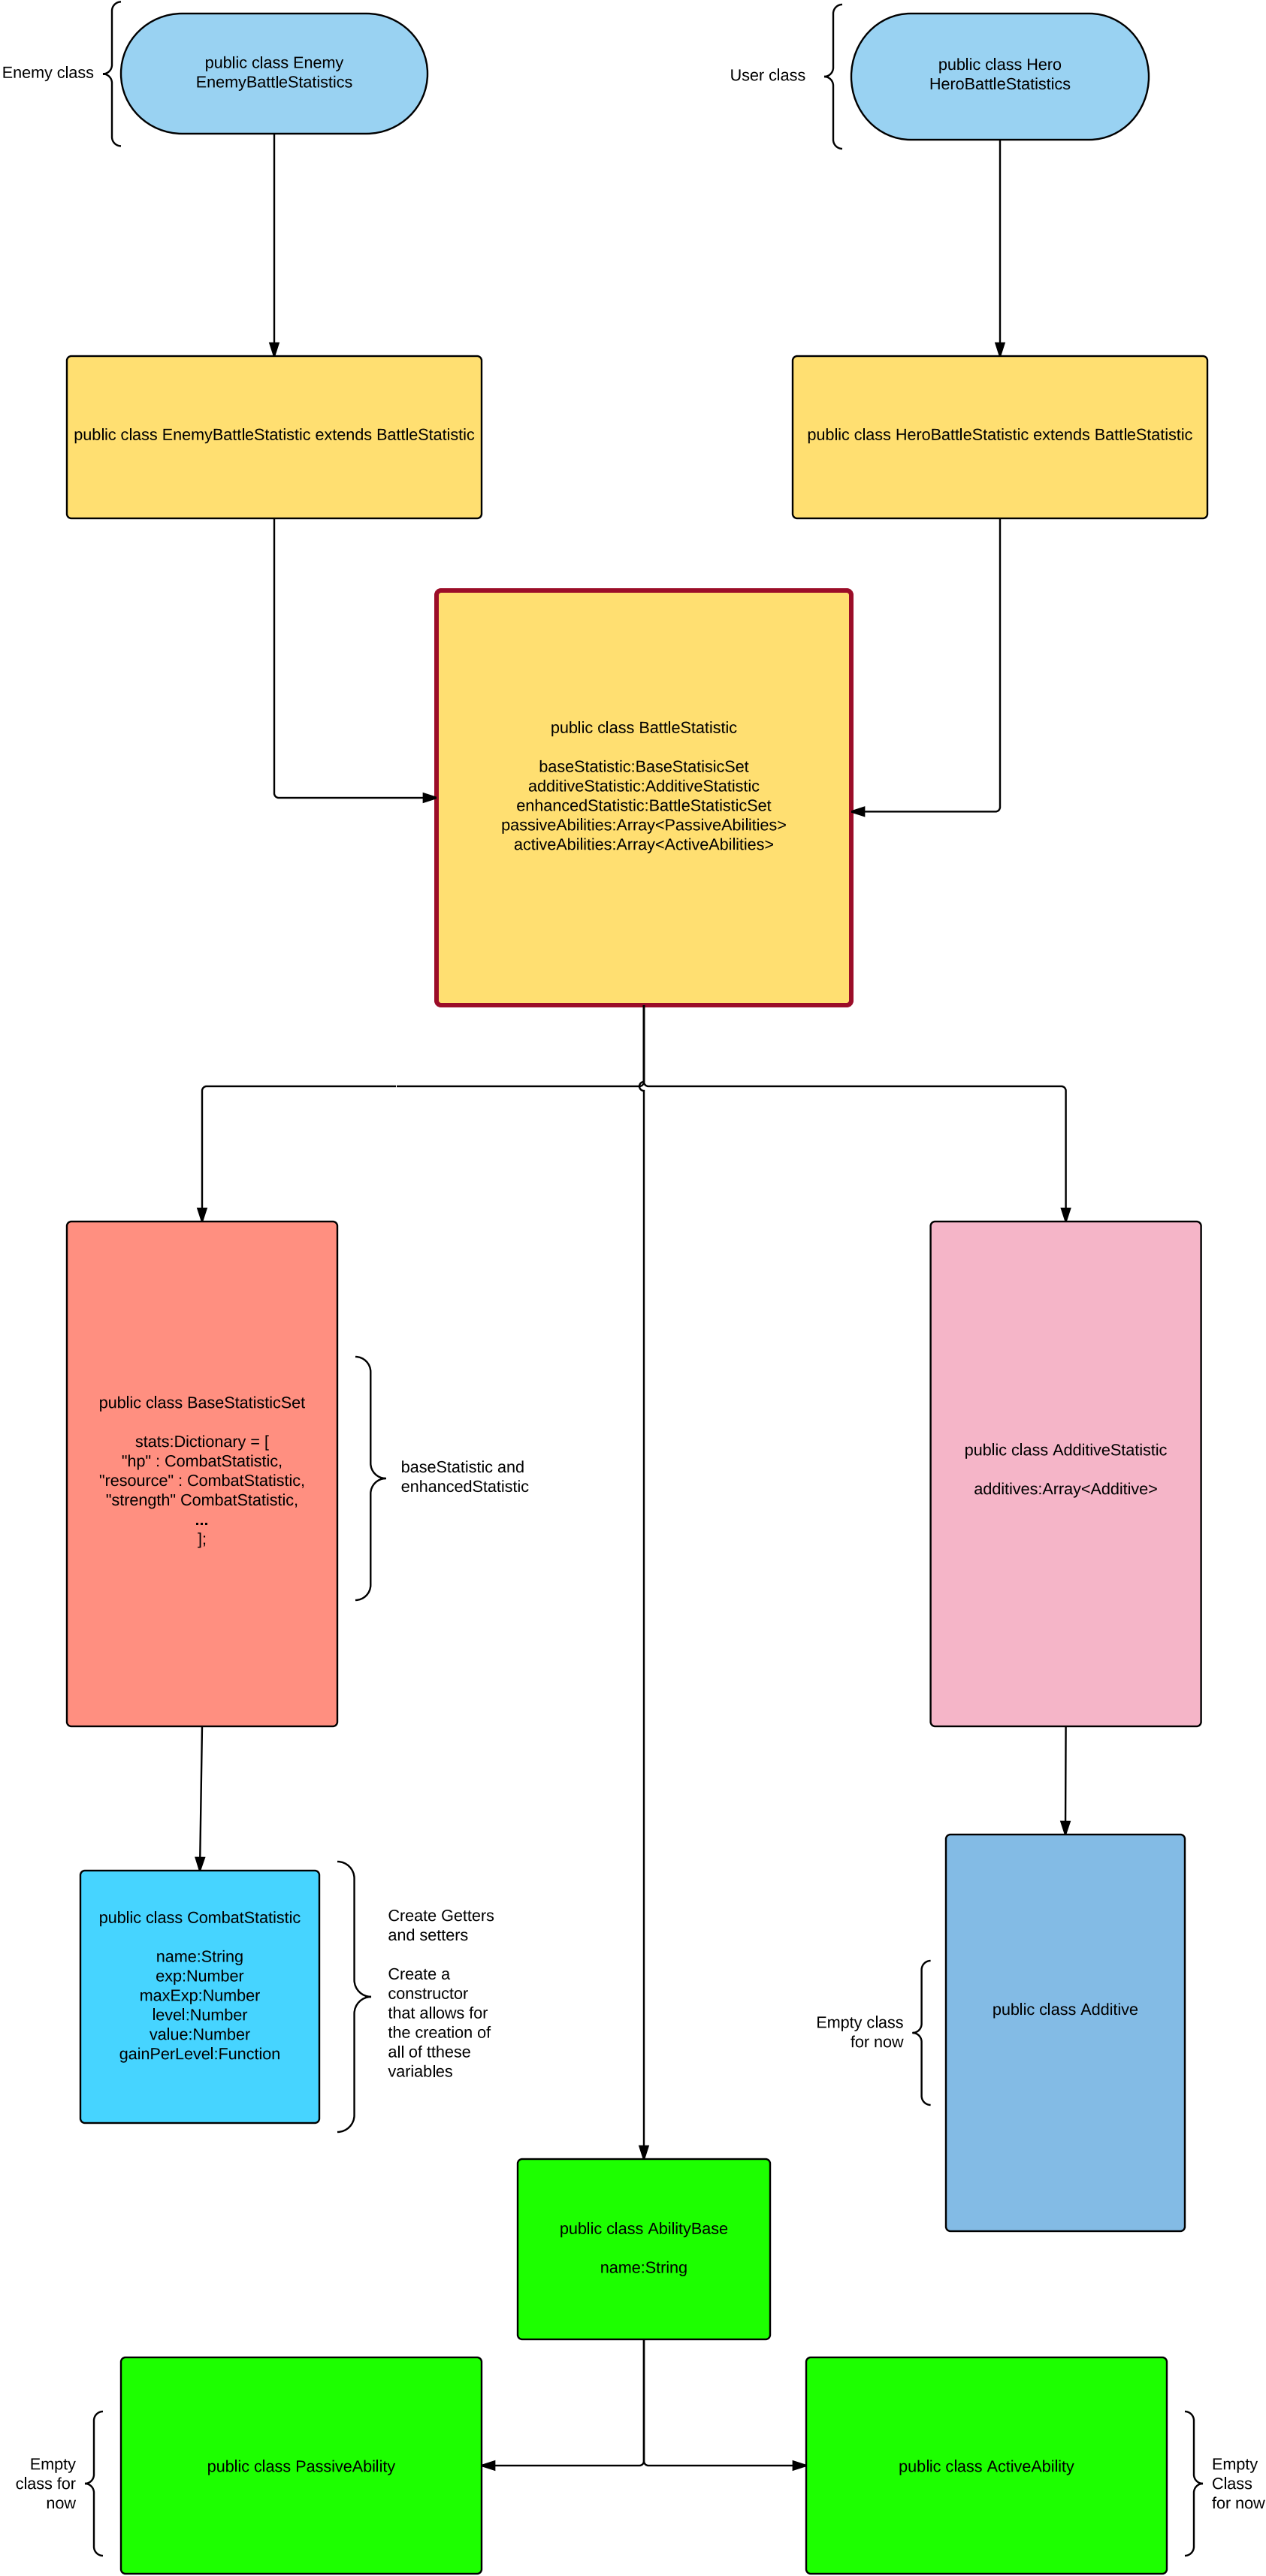 Enemy class
public class Enemy
EnemyBattleStatistics
User class
public class Hero
HeroBattleStatistics
public class EnemyBattleStatistic extends BattleStatistic
public class HeroBattleStatistic extends BattleStatistic
public class BattleStatistic
baseStatistic:BaseStatisicSet
additiveStatistic:AdditiveStatistic
enhancedStatistic:BattleStatisticSet
passiveAbilities:Array<PassiveAbilities>
activeAbilities:Array<ActiveAbilities>
public class BaseStatisticSet
stats:Dictionary = [
"hp" : CombatStatistic,
"resource" : CombatStatistic,
"strength" CombatStatistic,
...
];
baseStatistic and
enhancedStatistic
public class AdditiveStatistic
additives:Array<Additive>
public class CombatStatistic
name:String
exp:Number
maxExp:Number
level:Number
value:Number
gainPerLevel:Function
Create Getters
and setters
Create a
constructor
that allows for
the creation of
all of tthese
variables
Empty class
for now
public class Additive
public class AbilityBase
name:String
Empty
class for
now
public class PassiveAbility
public class ActiveAbility
Empty
Class
for now